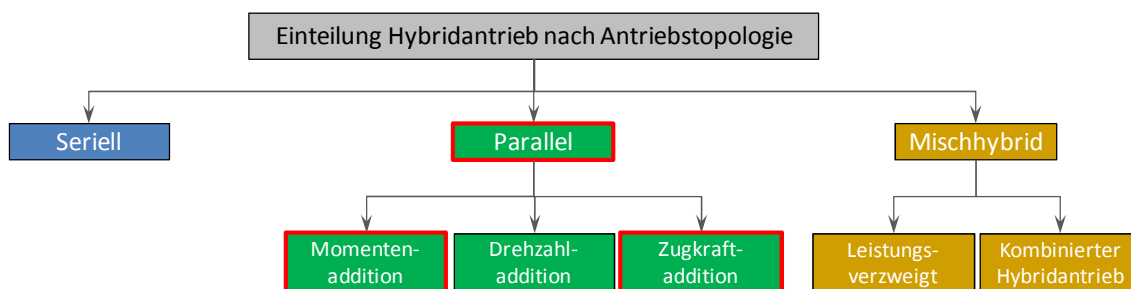 Einteilung Hybridantrieb nach Antriebstopologie
Seriell
Parallel
Mischhybrid
Momenten-
addition
Drehzahl-
addition
Zugkraft-
addition
Leistungs-
verzweigt
Kombinierter
Hybridantrieb